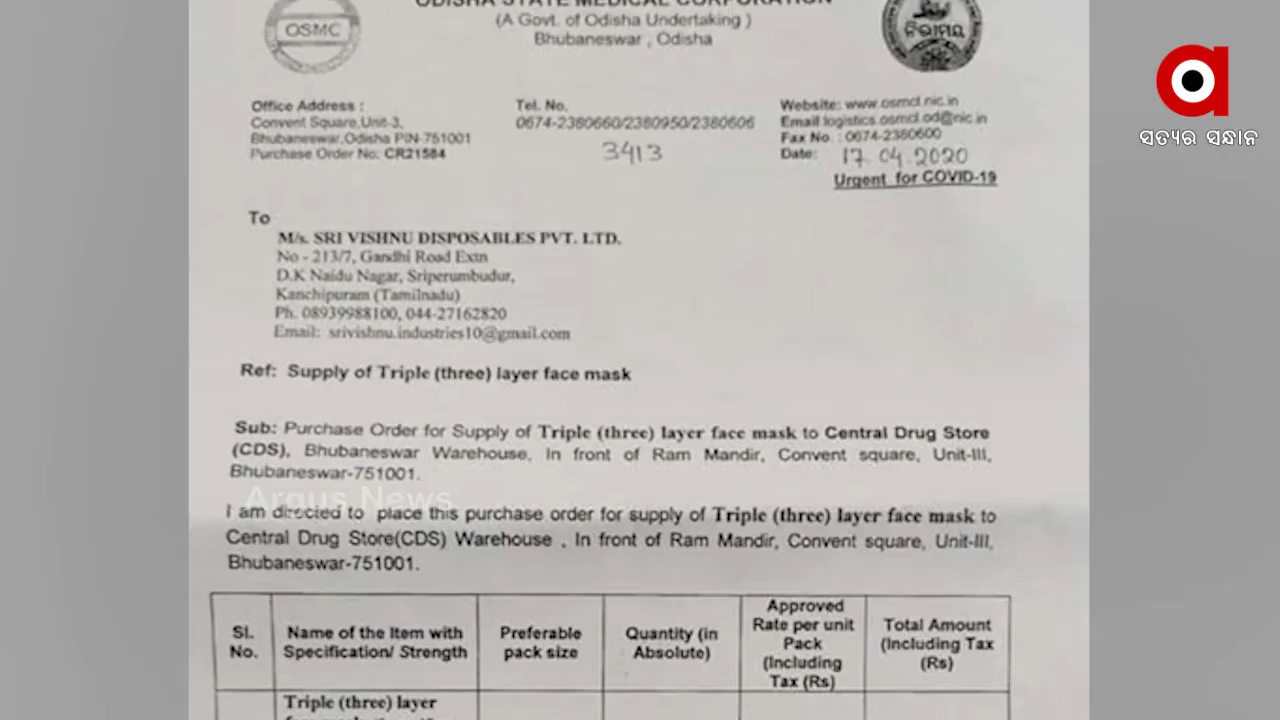 ODISHA STATE MEDICAL CORPORATION
(A Govt. of Odisha Undertaking )
Bhubaneswar , Odisha
OSMC
ନିରାମୟ
ସତ୍ୟର ସନ୍ଧାନ
Office Address :
Convent Square,Unit-3,
Bhubaneswar,Odisha PIN-751001
Purchase Order No: CR21584
Tel. No.
0674-2380660/2380950/2380606
3413
Website: www.osmcl.nic.in
Email:logistics.osmcl.od@nic.in
Fax No. : 0674-2380600
Date: 17.04.2020
Urgent for COVID-19
To
M/s. SRI VISHNU DISPOSABLES PVT. LTD.
No - 213/7, Gandhi Road Extn
D.K Naidu Nagar, Sriperumbudur,
Kanchipuram (Tamilnadu)
Ph. 08939988100, 044-27162820
Email: srivishnu.industries10@gmail.com
Ref: Supply of Triple (three) layer face mask
Sub: Purchase Order for Supply of Triple (three) layer face mask to Central Drug Store
(CDS), Bhubaneswar Warehouse, In front of Ram Mandir, Convent square, Unit-III,
Bhubaneswar-751001.
Argus News
I am directed to place this purchase order for supply of Triple (three) layer face mask to
Central Drug Store(CDS) Warehouse , In front of Ram Mandir, Convent square, Unit-III,
Bhubaneswar-751001.
Sl. No.
Name of the Item with Specification/ Strength
Preferable pack size
Quantity (in Absolute)
Approved Rate per unit Pack (Including Tax (Rs)
Total Amount (Including Tax (Rs)
Triple (three) layer